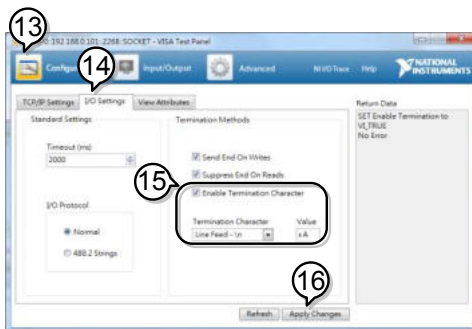 13
192.168.0.101::2268::SOCKET - VISA Test Panel
14
Input/Output
Advanced
NI I/O Trace
Help
NATIONAL
INSTRUMENTS
TCP/IP Settings
I/O Settings
View Attributes
Return Data
Standard Settings
Termination Methods
SET Enable Termination to
VI_TRUE
No Error
Timeout (ms)
2000
Send End On Writes
Suppress End On Reads
15
Enable Termination Character
I/O Protocol
Termination Character
Value
Normal
Line Feed - \n
xA
488.2 Strings
16
Refresh
Apply Changes